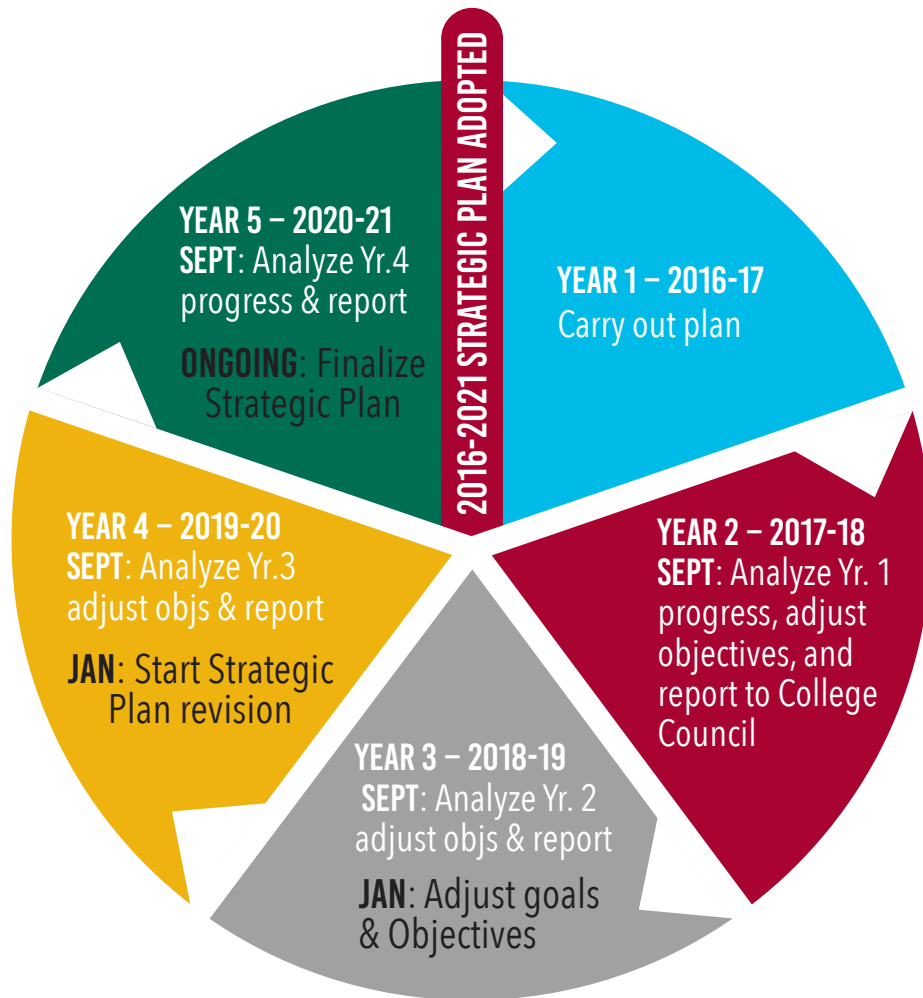 2016-2021 STRATEGIC PLAN ADOPTED
YEAR 1 – 2016-17
Carry out plan
YEAR 2 – 2017-18
SEPT: Analyze Yr. 1
progress, adjust
objectives, and
report to College
Council
YEAR 3 – 2018-19
SEPT: Analyze Yr. 2
adjust objs & report
JAN: Adjust goals
& Objectives
YEAR 4 – 2019-20
SEPT: Analyze Yr.3
adjust objs & report
JAN: Start Strategic
Plan revision
YEAR 5 – 2020-21
SEPT: Analyze Yr.4
progress & report
ONGOING: Finalize
Strategic Plan